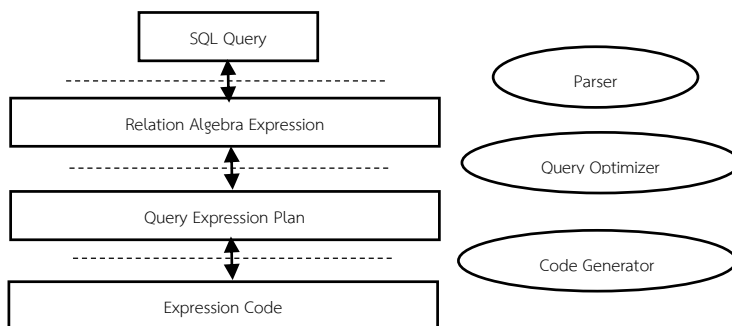 SQL Query
Parser
Relation Algebra Expression
Query Optimizer
Query Expression Plan
Code Generator
Expression Code